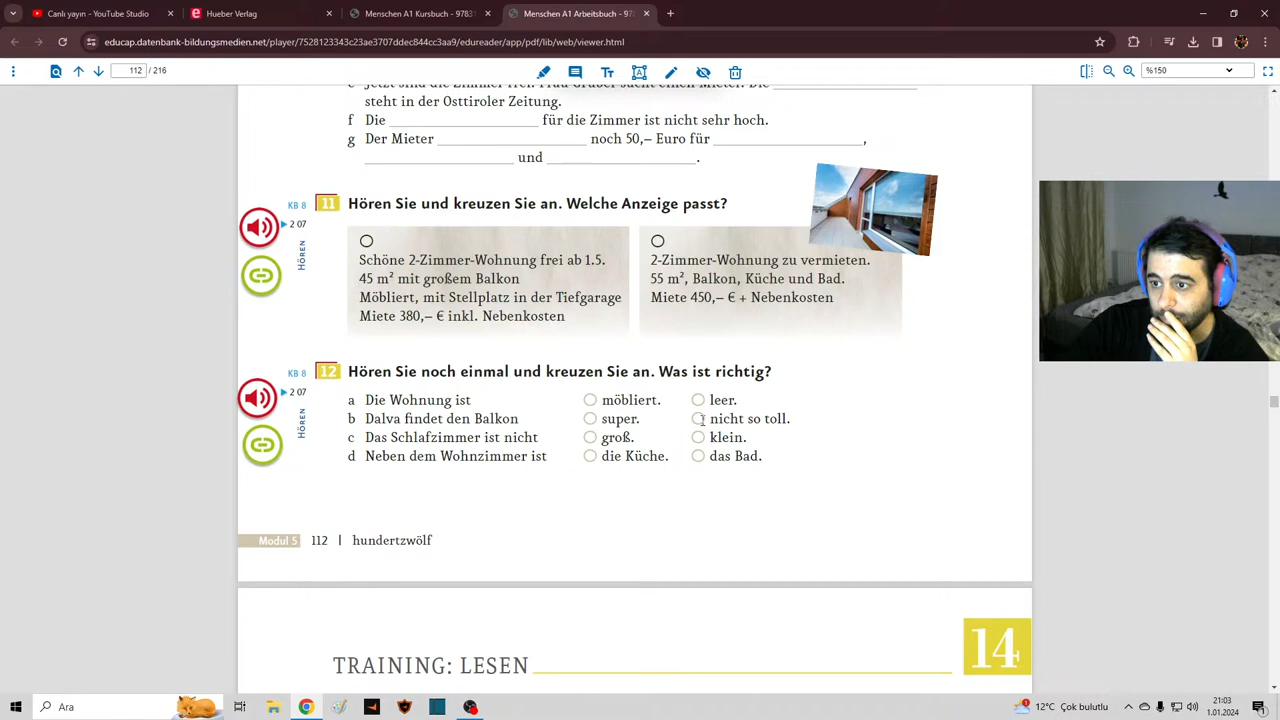 Canlı yayın - YouTube Studio
Hueber Verlag
Menschen A1 Kursbuch - 9783
Menschen A1 Arbeitsbuch - 978
educap.datenbank-bildungsmedien.net/player/7528123343c23ae3707ddec844cc3aa9/edureader/app/pdf/lib/web/viewer.html
112 / 216
%150
steht in der Osttiroler Zeitung.
f Die ____ für die Zimmer ist nicht sehr hoch.
g Der Mieter ____ noch 50,– Euro für ____,
____ und ____.
KB 8
2 07
HÖREN
11 Hören Sie und kreuzen Sie an. Welche Anzeige passt?
Schöne 2-Zimmer-Wohnung frei ab 1.5.
45 m² mit großem Balkon
Möbliert, mit Stellplatz in der Tiefgarage
Miete 380,– € inkl. Nebenkosten
2-Zimmer-Wohnung zu vermieten.
55 m², Balkon, Küche und Bad.
Miete 450,– € + Nebenkosten
KB 8
2 07
HÖREN
12 Hören Sie noch einmal und kreuzen Sie an. Was ist richtig?
a Die Wohnung ist möbliert. leer.
b Dalva findet den Balkon super. nicht so toll.
c Das Schlafzimmer ist nicht groß. klein.
d Neben dem Wohnzimmer ist die Küche. das Bad.
Modul 5 112 | hundertzwölf
14
TRAINING: LESEN
Ara
12°C Çok bulutlu
21:03
1.01.2024